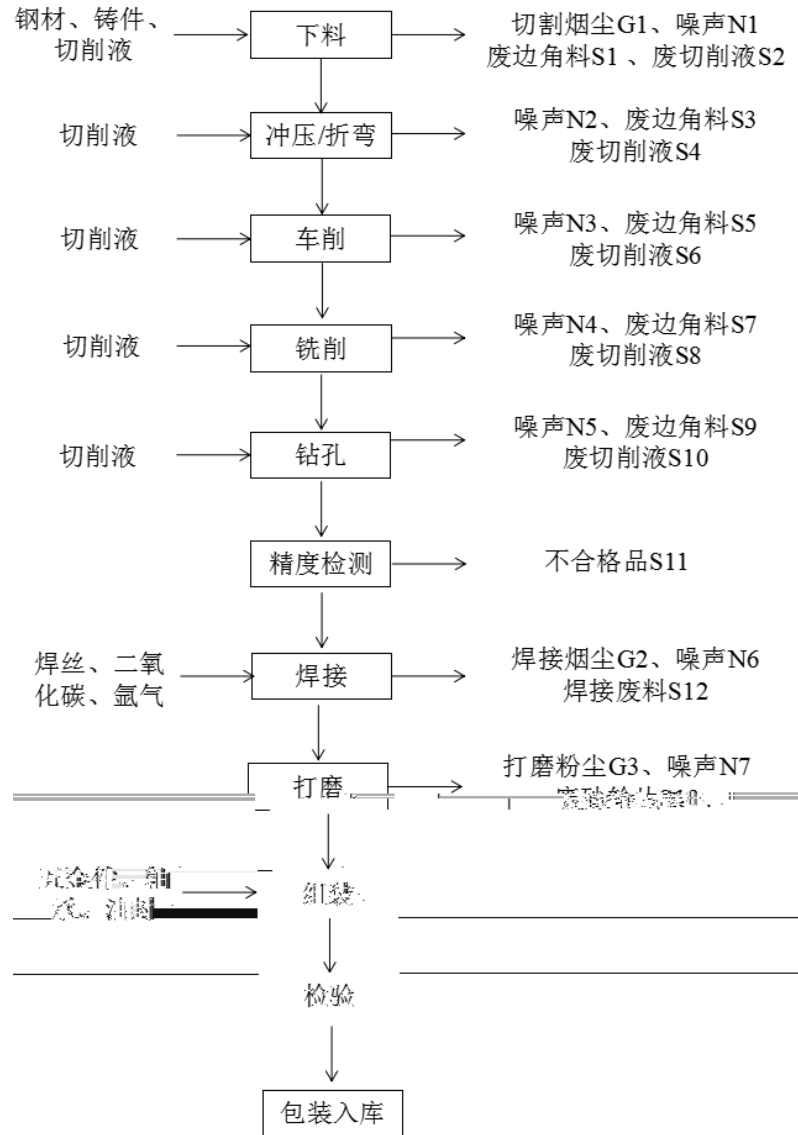 钢材、铸件、
切削液
下料
切割烟尘G1、噪声N1
废边角料S1 、废切削液S2
切削液
冲压/折弯
噪声N2、废边角料S3
废切削液S4
切削液
车削
噪声N3、废边角料S5
废切削液S6
切削液
铣削
噪声N4、废边角料S7
废切削液S8
切削液
钻孔
噪声N5、废边角料S9
废切削液S10
精度检测
不合格品S11
焊丝、二氧
化碳、氩气
焊接
焊接烟尘G2、噪声N6
焊接废料S12
打磨
打磨粉尘G3、噪声N7
组装
检验
包装入库